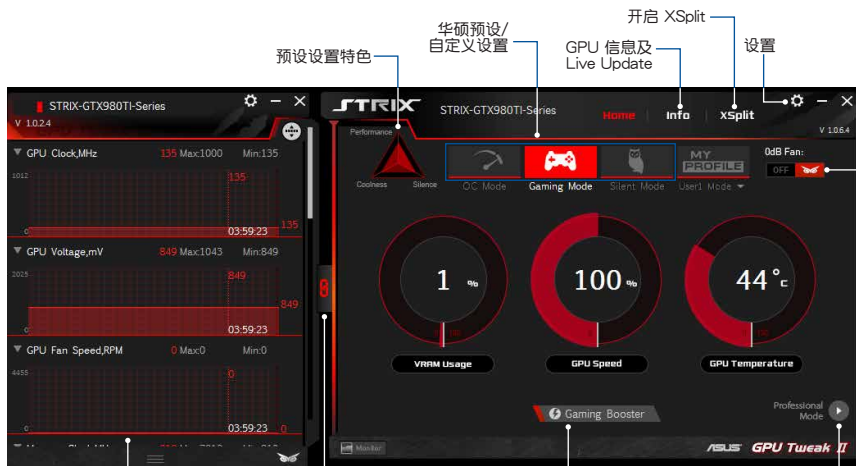 开启 XSplit
华硕预设/
自定义设置
GPU 信息及
Live Update
设置
预设设置特色
STRIX-GTX980TI-Series
V 1.0.2.4
GPU Clock,MHz 135 Max:1000 Min:135
1012
135
135
0
03:59:23
GPU Voltage,mV 849 Max:1043 Min:849
2025
849
849
0
03:59:23
GPU Fan Speed,RPM 0 Max:0 Min:0
4455
0
03:59:23
0
STRIX
STRIX-GTX980TI-Series
Home Info XSplit
V 1.0.6.4
Performance
Coolness Silence
OC Mode
Gaming Mode
Silent Mode
MY PROFILE
User1 Mode
0dB Fan:
OFF
1 %
VRAM Usage
100 %
GPU Speed
44°c
GPU Temperature
Gaming Booster
Professional
Mode
Monitor
ASUS GPU Tweak II